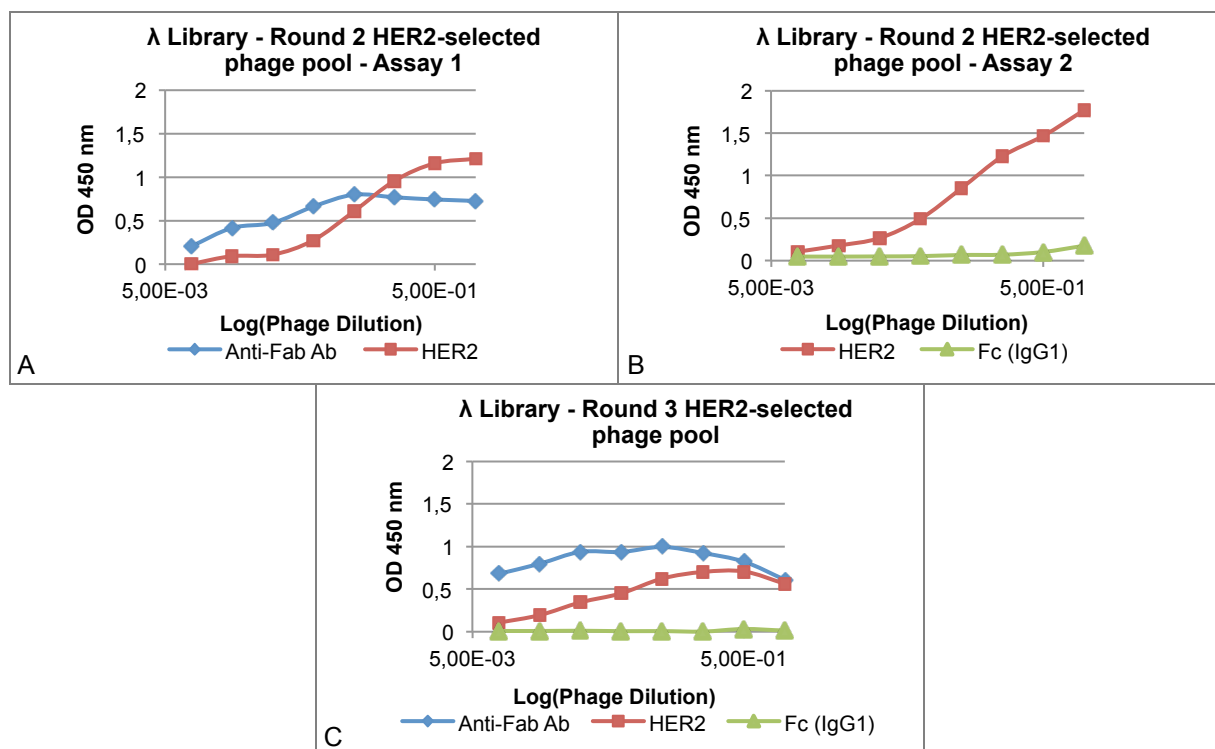 λ Library - Round 2 HER2-selected
phage pool - Assay 1
2
1,5
1
0,5
0
OD 450 nm
5,00E-03
5,00E-01
Log(Phage Dilution)
Anti-Fab Ab
HER2
A
λ Library - Round 2 HER2-selected
phage pool - Assay 2
2
1,5
1
0,5
0
OD 450 nm
5,00E-03
5,00E-01
Log(Phage Dilution)
HER2
Fc (IgG1)
B
λ Library - Round 3 HER2-selected
phage pool
2
1,5
1
0,5
0
OD 450 nm
5,00E-03
5,00E-01
Log(Phage Dilution)
Anti-Fab Ab
HER2
Fc (IgG1)
C